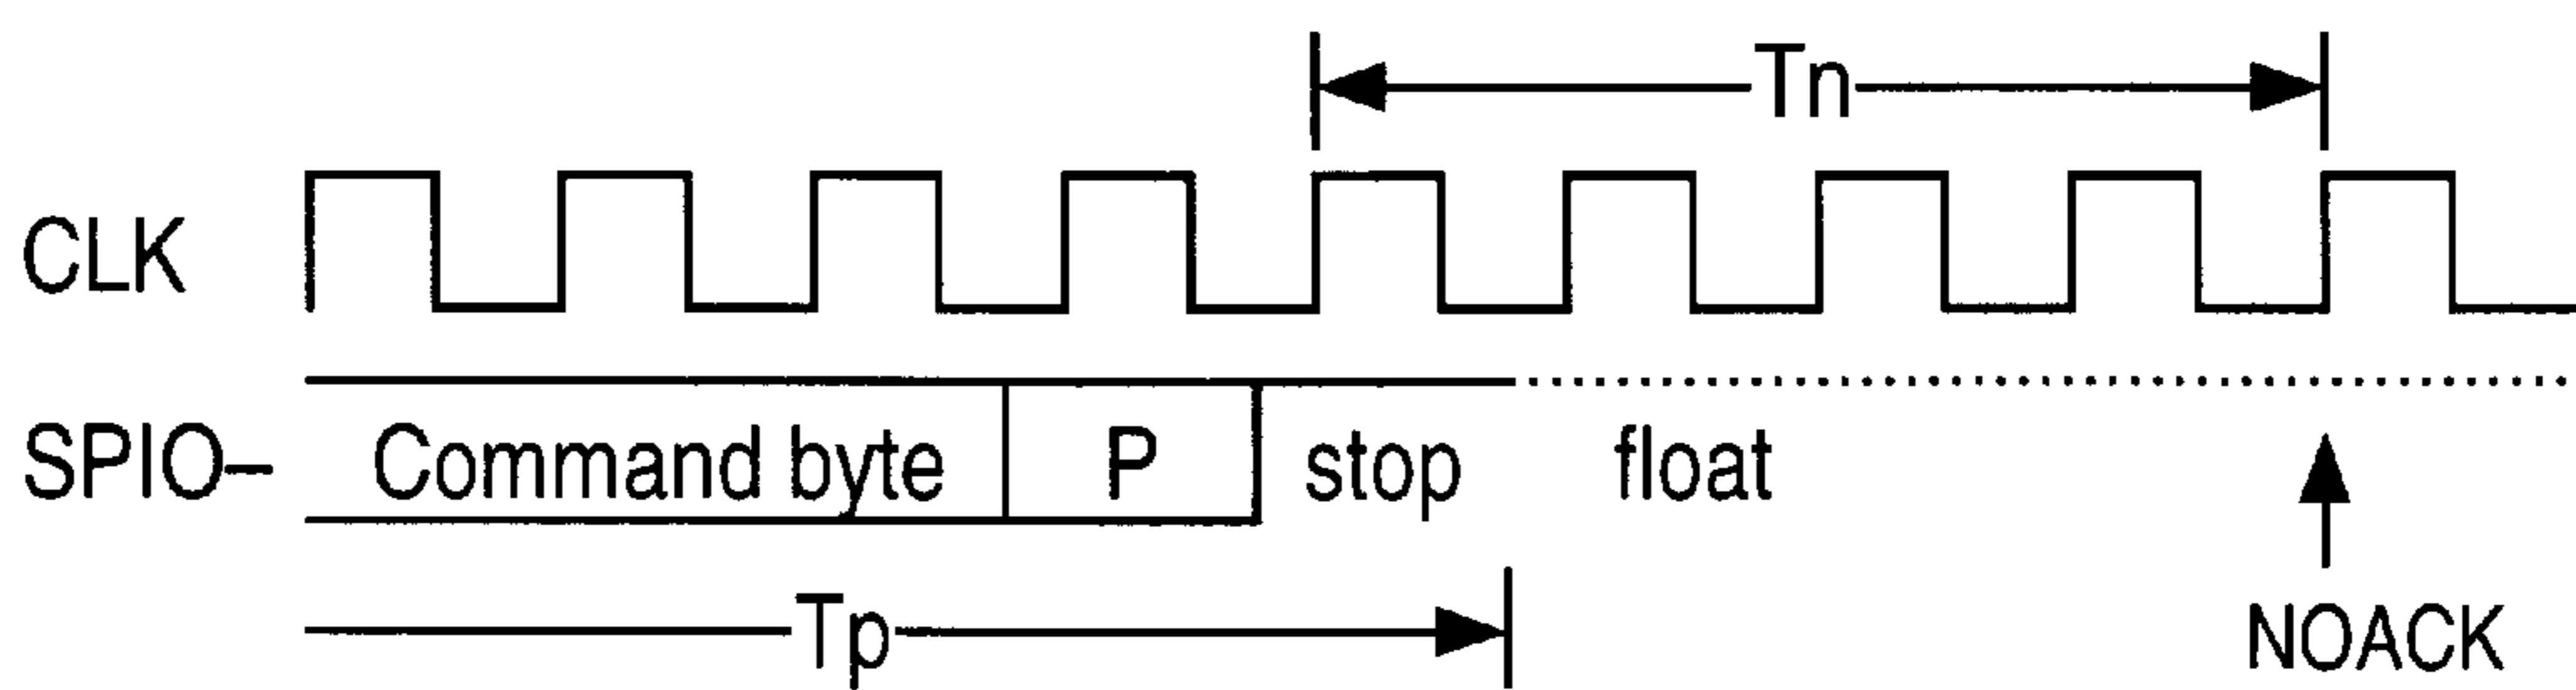 Tn
CLK
SPIO– Command byte P stop float
Tp
NOACK